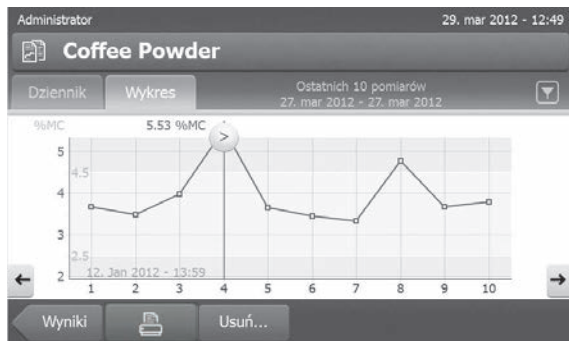 Administrator 29. mar 2012 - 12:49
Coffee Powder
Dziennik Wykres Ostatnich 10 pomiarów
27. mar 2012 - 27. mar 2012
%MC 5.53 %MC
>
5
4.5
4
3
2.5
2 12. Jan 2012 - 13:59
1 2 3 4 5 6 7 8 9 10
Wyniki Usuń...